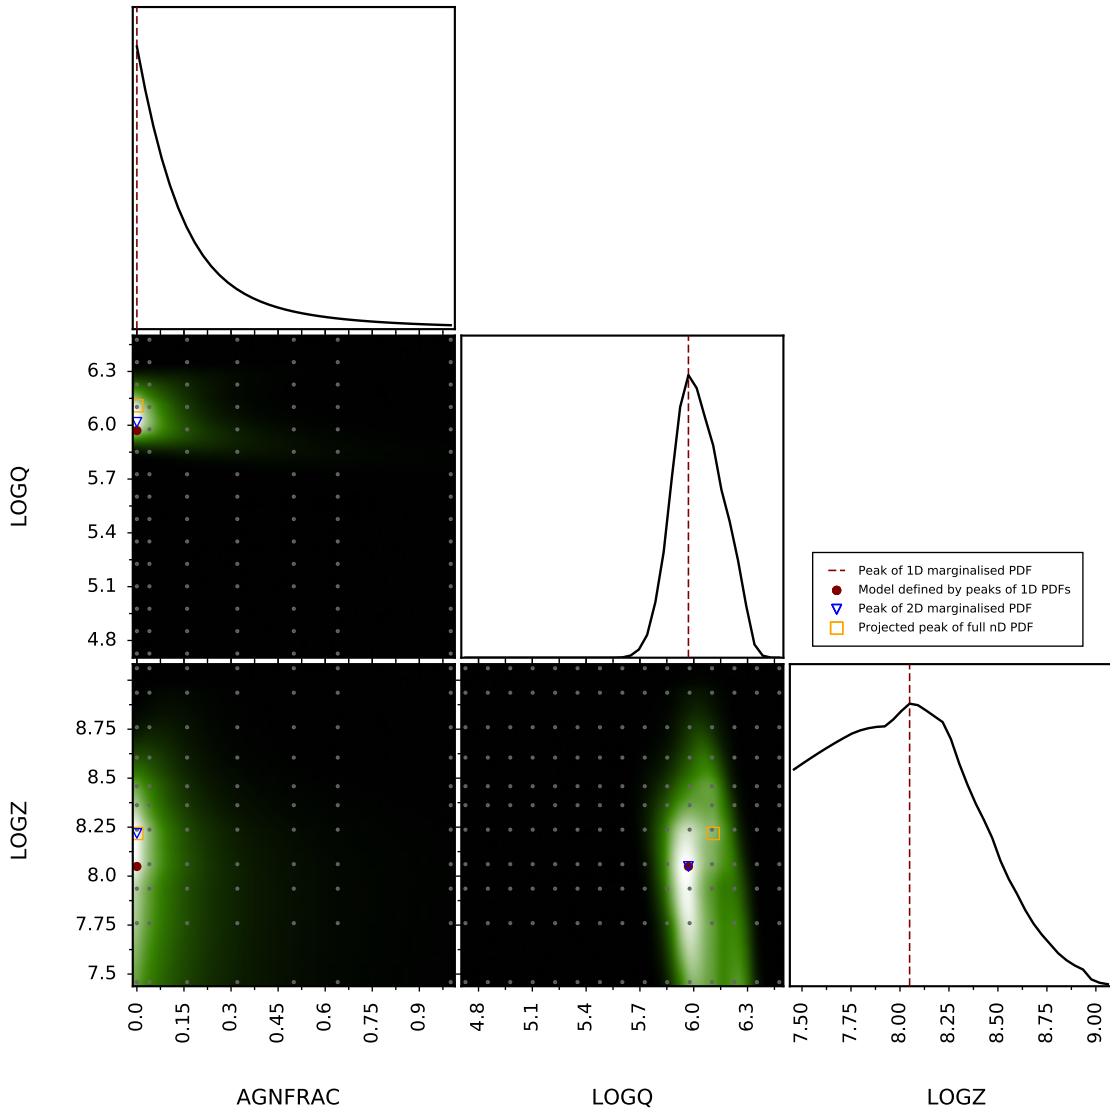 6.3
6.0
5.7
5.4
5.1
4.8
LOGQ
Peak of 1D marginalised PDF
Model defined by peaks of 1D PDFs
Peak of 2D marginalised PDF
Projected peak of full nD PDF
8.75
8.5
8.25
8.0
7.75
7.5
LOGZ
0.0 0.15 0.3 0.45 0.6 0.75 0.9
4.8 5.1 5.4 5.7 6.0 6.3
7.50 7.75 8.00 8.25 8.50 8.75 9.00
AGNFRAC LOGQ LOGZ